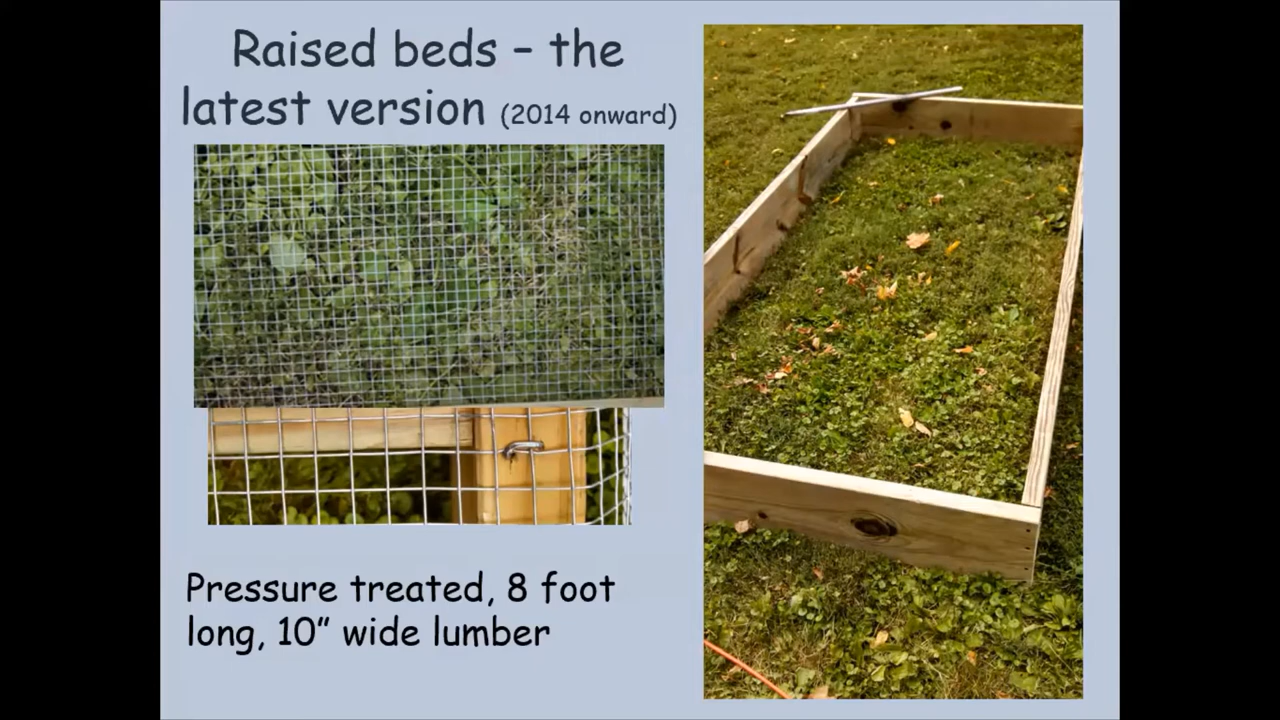 Raised beds – the
latest version (2014 onward)
Pressure treated, 8 foot
long, 10” wide lumber